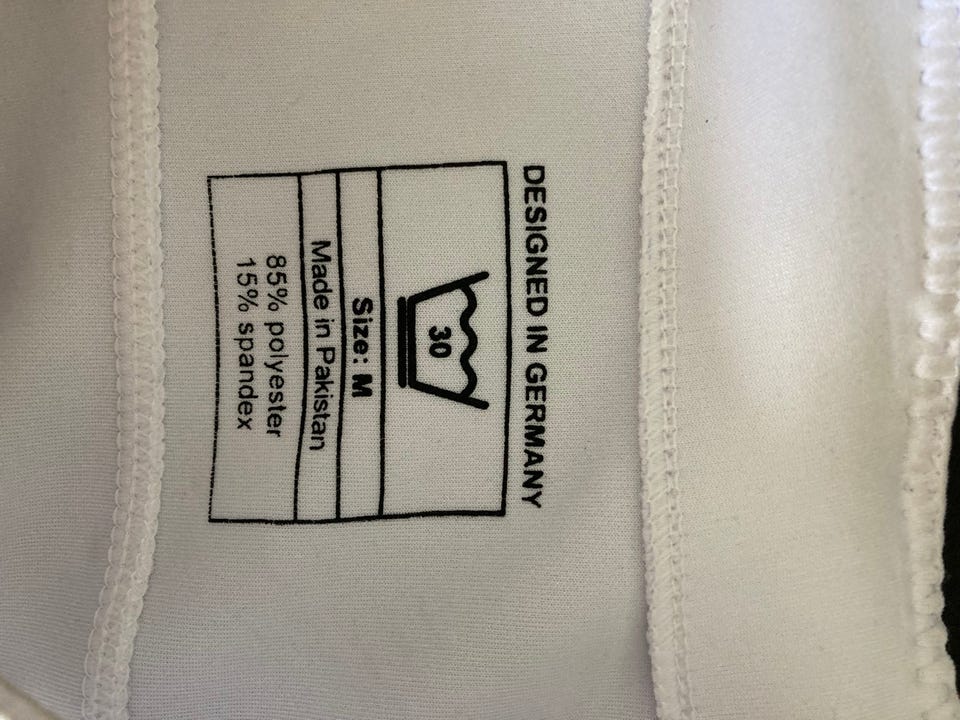 DESIGNED IN GERMANY
30
Size: M
Made in Pakistan
85% polyester
15% spandex